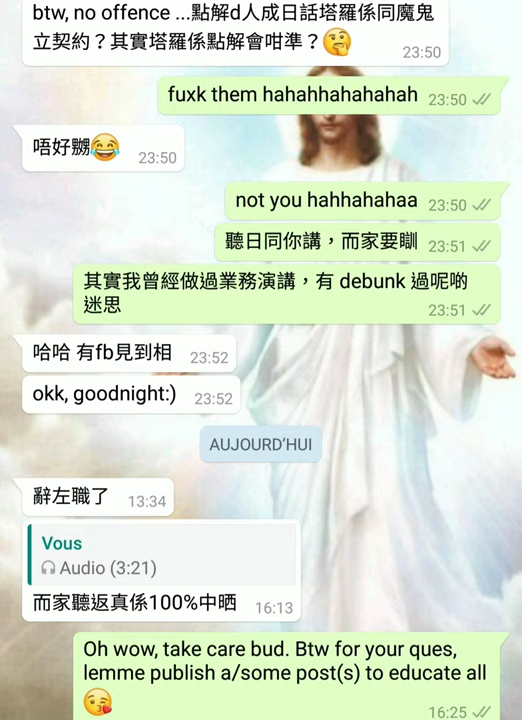 btw, no offence ...點解d人成日話塔羅係同魔鬼
立契約？其實塔羅係點解會咁準？🤔
23:50
fuxk them hahahhahahahah 23:50
唔好嬲😂 23:50
not you hahhahahaa 23:50
聽日同你講，而家要瞓 23:51
其實我曾經做過業務演講，有 debunk 過呢啲
迷思
23:51
哈哈 有fb見到相 23:52
okk, goodnight:) 23:52
AUJOURD'HUI
辭左職了 13:34
Vous
Audio (3:21)
而家聽返真係100%中晒 16:13
Oh wow, take care bud. Btw for your ques,
lemme publish a/some post(s) to educate all
😘
16:25